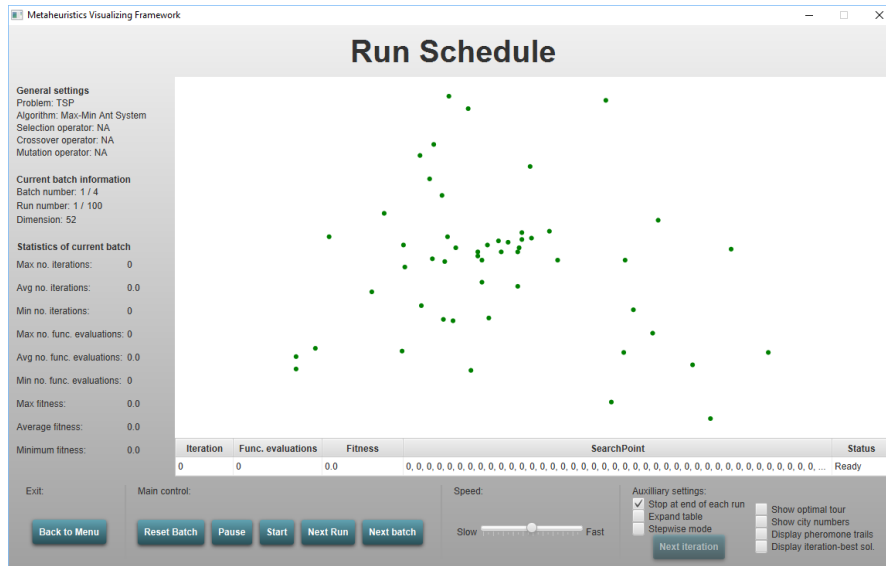 Metaheuristics Visualizing Framework
Run Schedule
General settings
Problem: TSP
Algorithm: Max-Min Ant System
Selection operator: NA
Crossover operator: NA
Mutation operator: NA
Current batch information
Batch number: 1 / 4
Run number: 1 / 100
Dimension: 52
Statistics of current batch
Max no. iterations: 0
Avg no. iterations: 0.0
Min no. iterations: 0
Max no. func. evaluations: 0
Avg no. func. evaluations: 0.0
Min no. func. evaluations: 0
Max fitness: 0.0
Average fitness: 0.0
Minimum fitness: 0.0
Iteration Func. evaluations Fitness SearchPoint Status
0 0 0.0 0, 0, 0, 0, 0, 0, 0, 0, 0, 0, 0, 0, 0, 0, 0, 0, 0, 0, 0, 0, 0, 0, 0, 0, 0, 0, 0, 0, 0, 0, 0, 0, 0, 0, 0, 0, 0, 0, 0, 0, ... Ready
Exit: Main control: Speed: Auxilliary settings:
Back to Menu Reset Batch Pause Start Next Run Next batch Slow Fast
Stop at end of each run
Expand table
Stepwise mode
Next iteration
Show optimal tour
Show city numbers
Display pheromone trails
Display iteration-best sol.